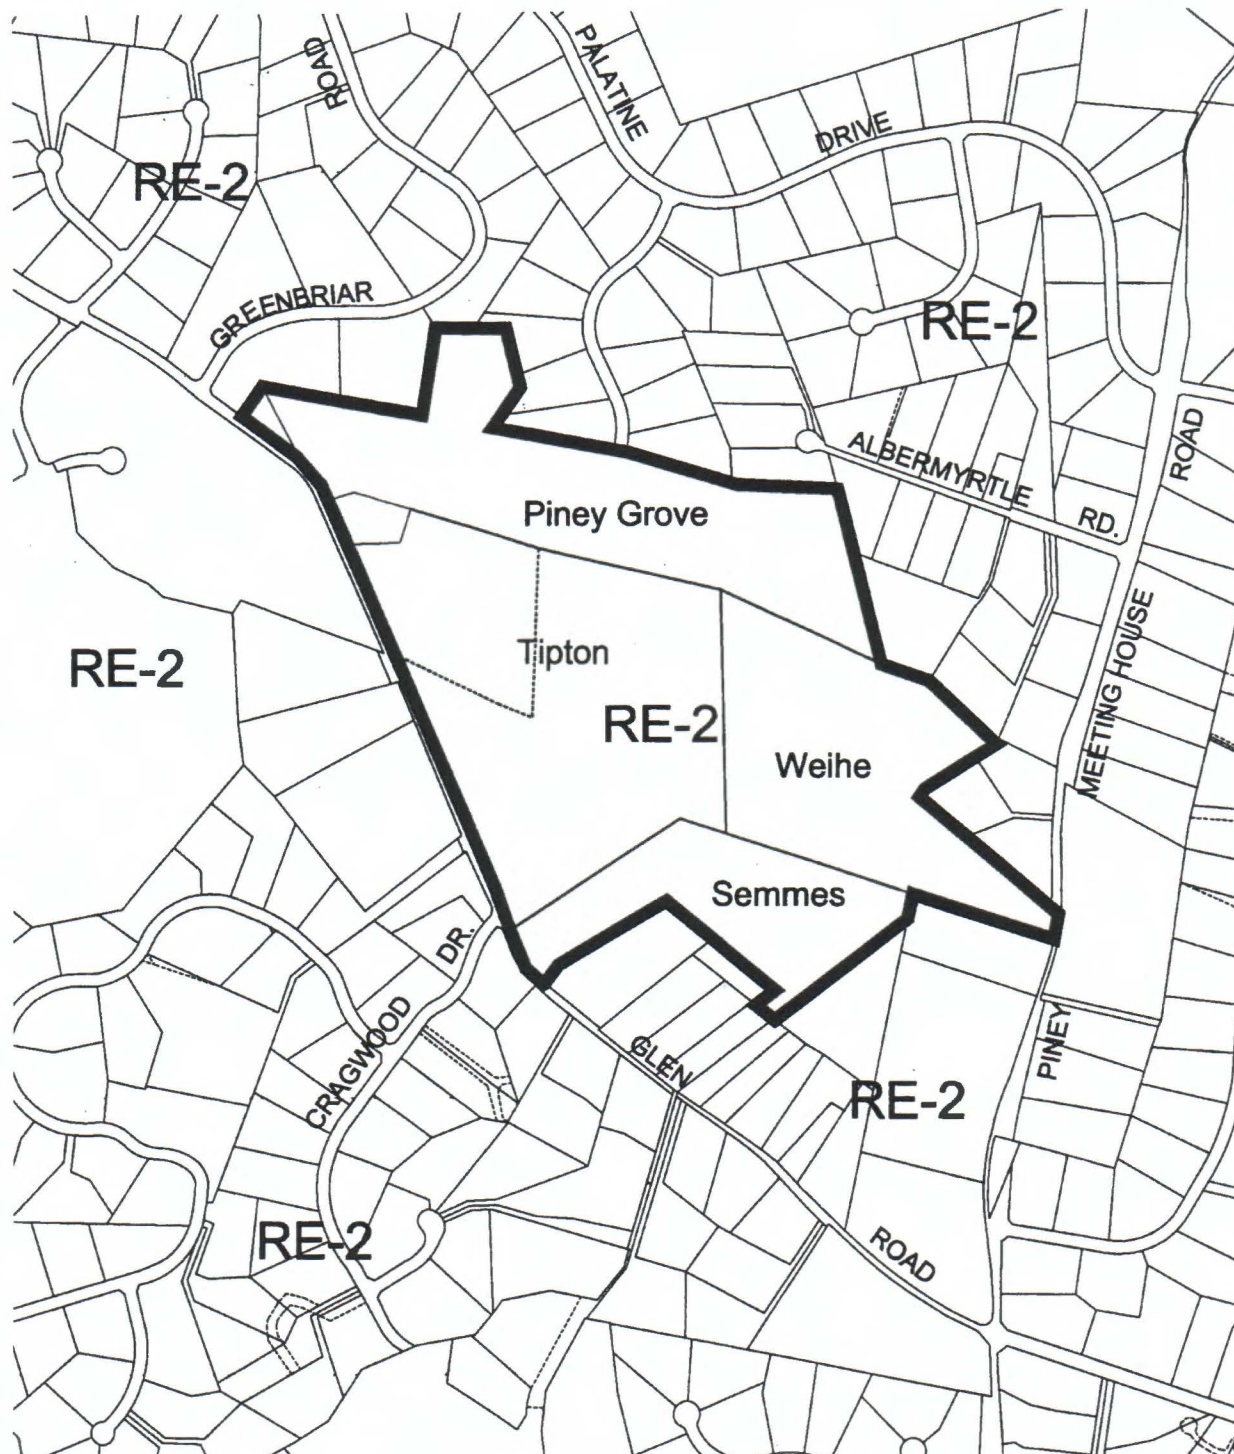 ROAD
PALATINE
DRIVE
RE-2
GREENBRIAR
RE-2
ROAD
ALBERMYRTLE
RD.
Piney Grove
MEETING HOUSE
Tipton
RE-2
RE-2
Weihe
Semmes
DR.
CRAGWOOD
GLEN
PINEY
RE-2
RE-2
ROAD